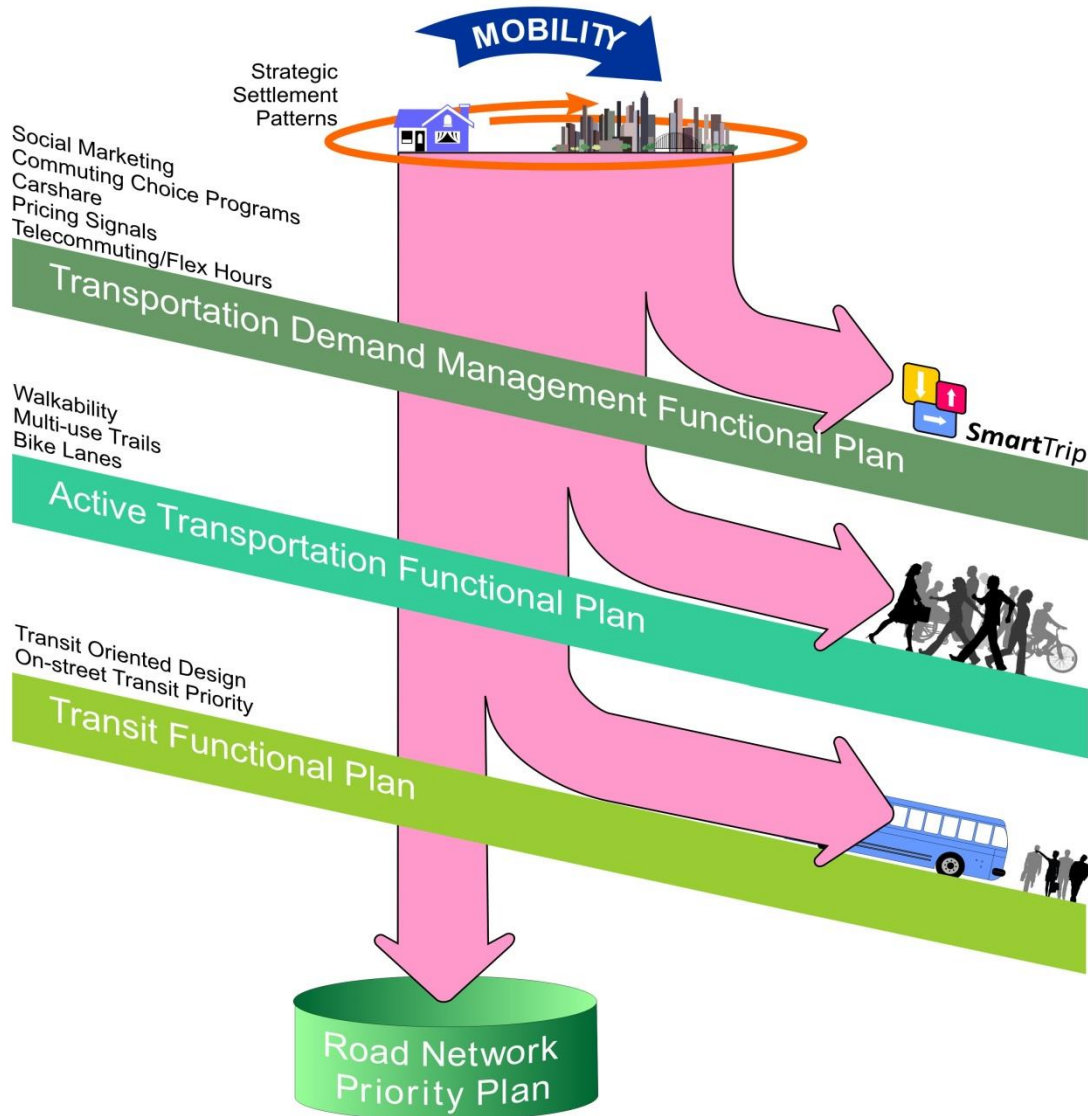 MOBILITY
Strategic
Settlement
Patterns
Social Marketing
Commuting Choice Programs
Carshare
Pricing Signals
Telecommuting/Flex Hours
Transportation Demand Management Functional Plan
SmartTrip
Walkability
Multi-use Trails
Bike Lanes
Active Transportation Functional Plan
Transit Oriented Design
On-street Transit Priority
Transit Functional Plan
Road Network
Priority Plan